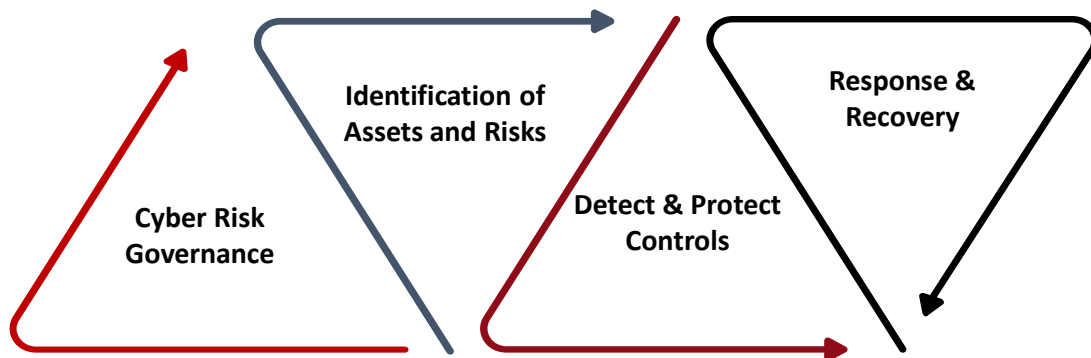 Cyber Risk
Governance
Identification of
Assets and Risks
Detect & Protect
Controls
Response &
Recovery